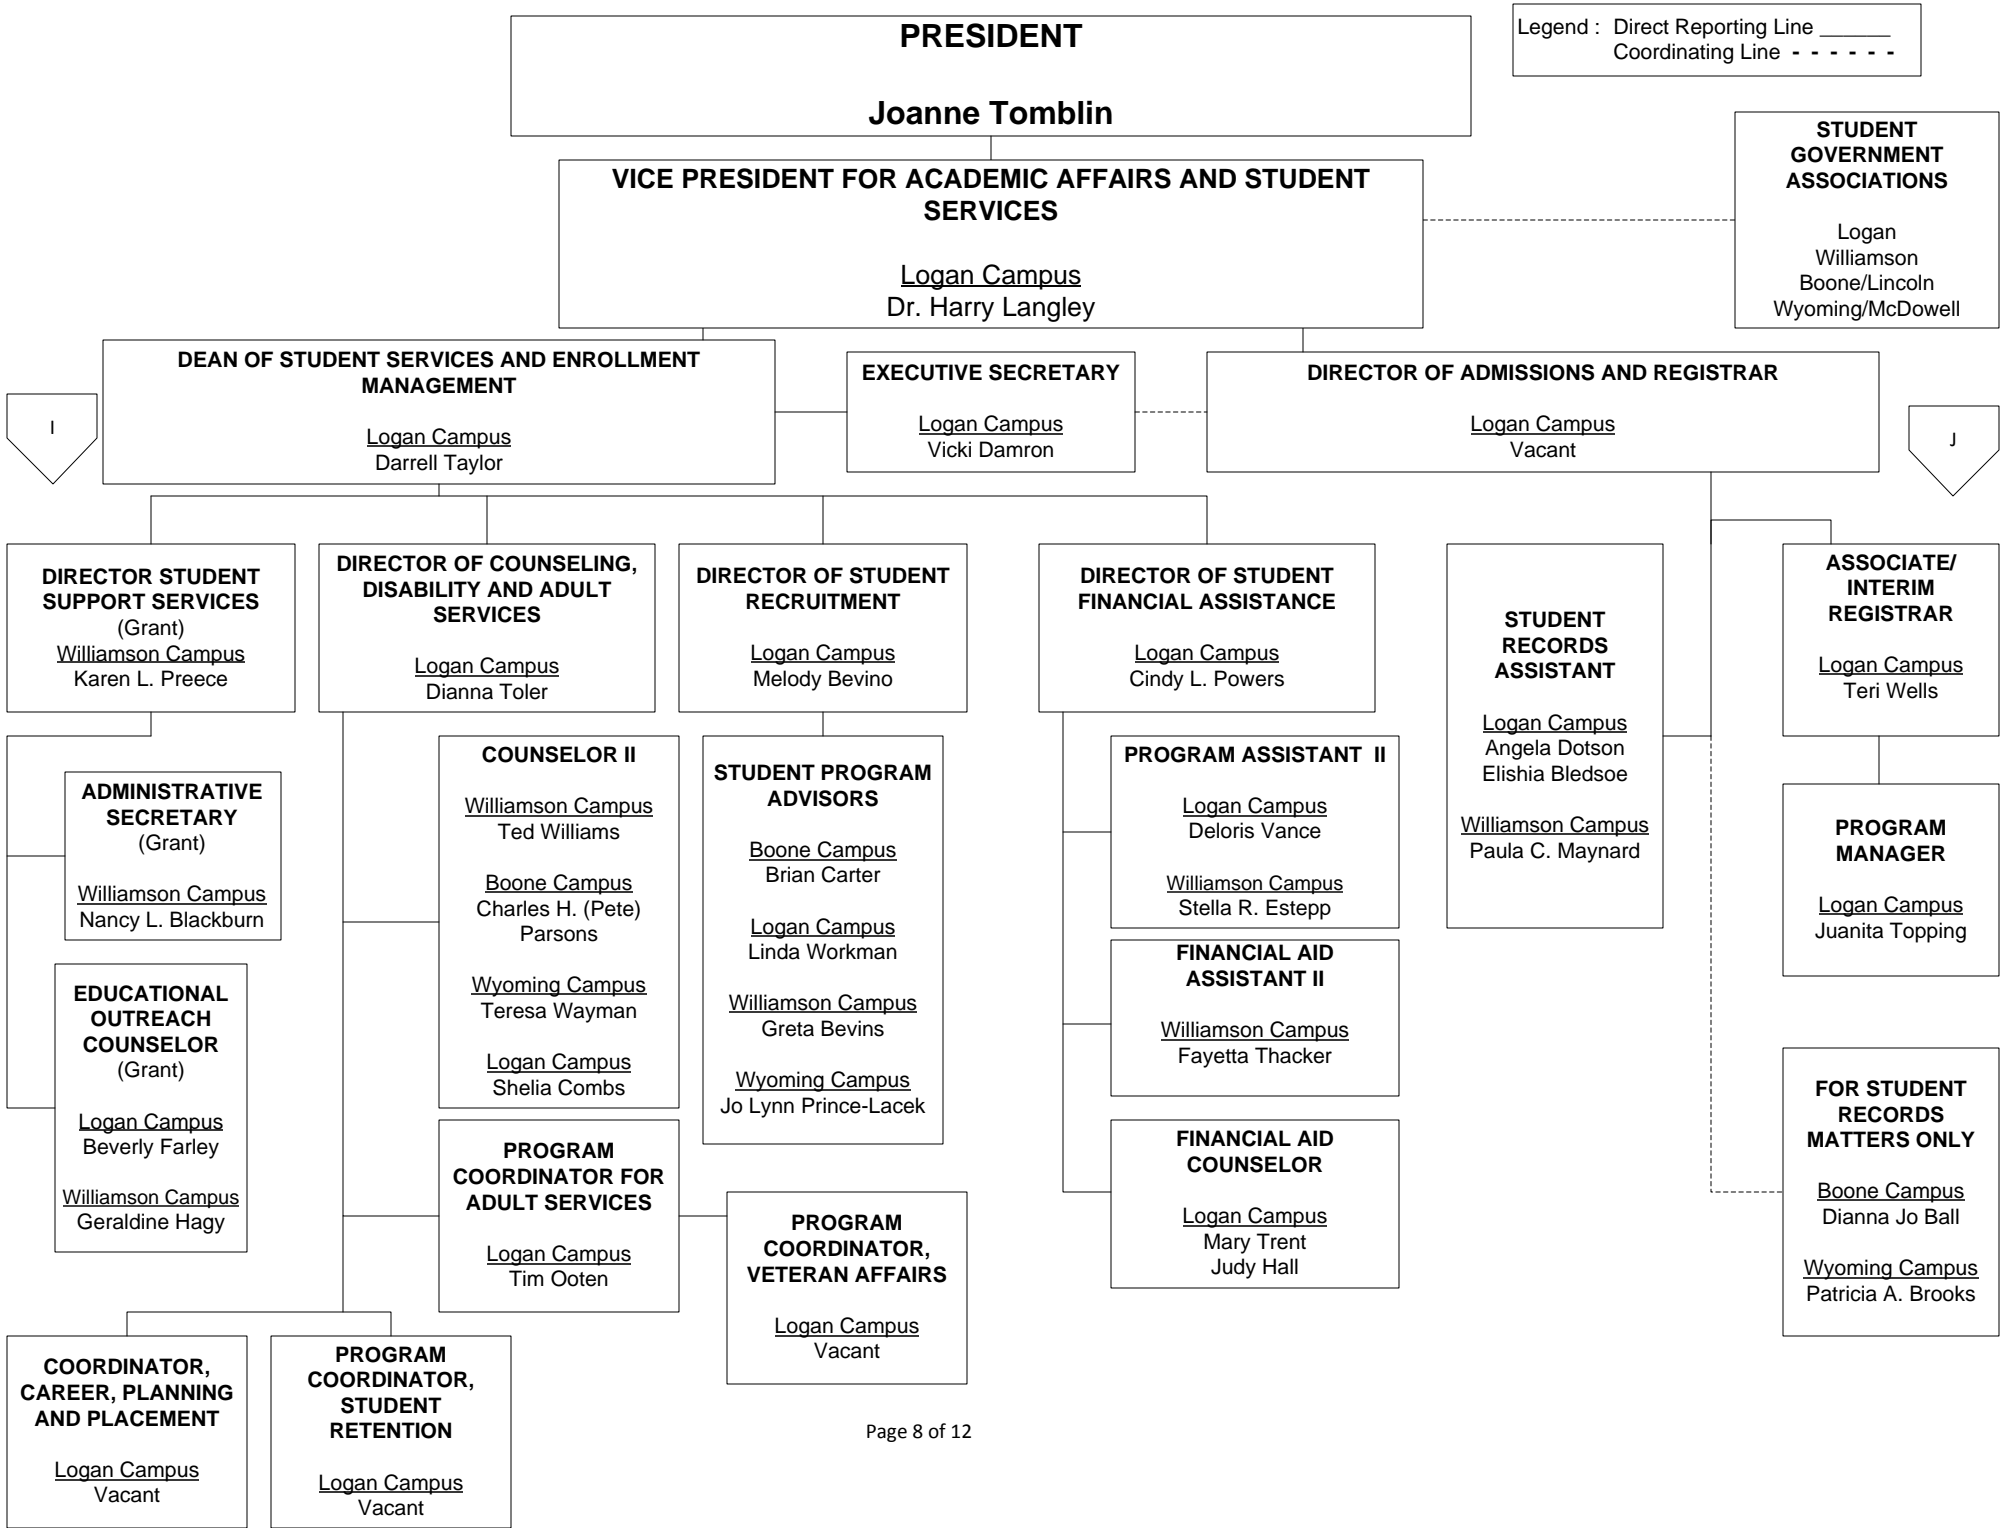 PRESIDENT
Joanne Tomblin
Legend : Direct Reporting Line ______
Coordinating Line - - - - - -
STUDENT
GOVERNMENT
ASSOCIATIONS
Logan
Williamson
Boone/Lincoln
Wyoming/McDowell
VICE PRESIDENT FOR ACADEMIC AFFAIRS AND STUDENT
SERVICES
Logan Campus
Dr. Harry Langley
I
DEAN OF STUDENT SERVICES AND ENROLLMENT
MANAGEMENT
Logan Campus
Darrell Taylor
EXECUTIVE SECRETARY
Logan Campus
Vicki Damron
DIRECTOR OF ADMISSIONS AND REGISTRAR
Logan Campus
Vacant
J
DIRECTOR STUDENT
SUPPORT SERVICES
(Grant)
Williamson Campus
Karen L. Preece
DIRECTOR OF COUNSELING,
DISABILITY AND ADULT
SERVICES
Logan Campus
Dianna Toler
DIRECTOR OF STUDENT
RECRUITMENT
Logan Campus
Melody Bevino
DIRECTOR OF STUDENT
FINANCIAL ASSISTANCE
Logan Campus
Cindy L. Powers
STUDENT
RECORDS
ASSISTANT
Logan Campus
Angela Dotson
Elishia Bledsoe
Williamson Campus
Paula C. Maynard
ASSOCIATE/
INTERIM
REGISTRAR
Logan Campus
Teri Wells
ADMINISTRATIVE
SECRETARY
(Grant)
Williamson Campus
Nancy L. Blackburn
COUNSELOR II
Williamson Campus
Ted Williams
Boone Campus
Charles H. (Pete)
Parsons
Wyoming Campus
Teresa Wayman
Logan Campus
Shelia Combs
STUDENT PROGRAM
ADVISORS
Boone Campus
Brian Carter
Logan Campus
Linda Workman
Williamson Campus
Greta Bevins
Wyoming Campus
Jo Lynn Prince-Lacek
PROGRAM ASSISTANT II
Logan Campus
Deloris Vance
Williamson Campus
Stella R. Estepp
PROGRAM
MANAGER
Logan Campus
Juanita Topping
FINANCIAL AID
ASSISTANT II
Williamson Campus
Fayetta Thacker
EDUCATIONAL
OUTREACH
COUNSELOR
(Grant)
Logan Campus
Beverly Farley
Williamson Campus
Geraldine Hagy
FOR STUDENT
RECORDS
MATTERS ONLY
Boone Campus
Dianna Jo Ball
Wyoming Campus
Patricia A. Brooks
PROGRAM
COORDINATOR FOR
ADULT SERVICES
Logan Campus
Tim Ooten
FINANCIAL AID
COUNSELOR
Logan Campus
Mary Trent
Judy Hall
PROGRAM
COORDINATOR,
VETERAN AFFAIRS
Logan Campus
Vacant
COORDINATOR,
CAREER, PLANNING
AND PLACEMENT
Logan Campus
Vacant
PROGRAM
COORDINATOR,
STUDENT
RETENTION
Logan Campus
Vacant
Page 8 of 12